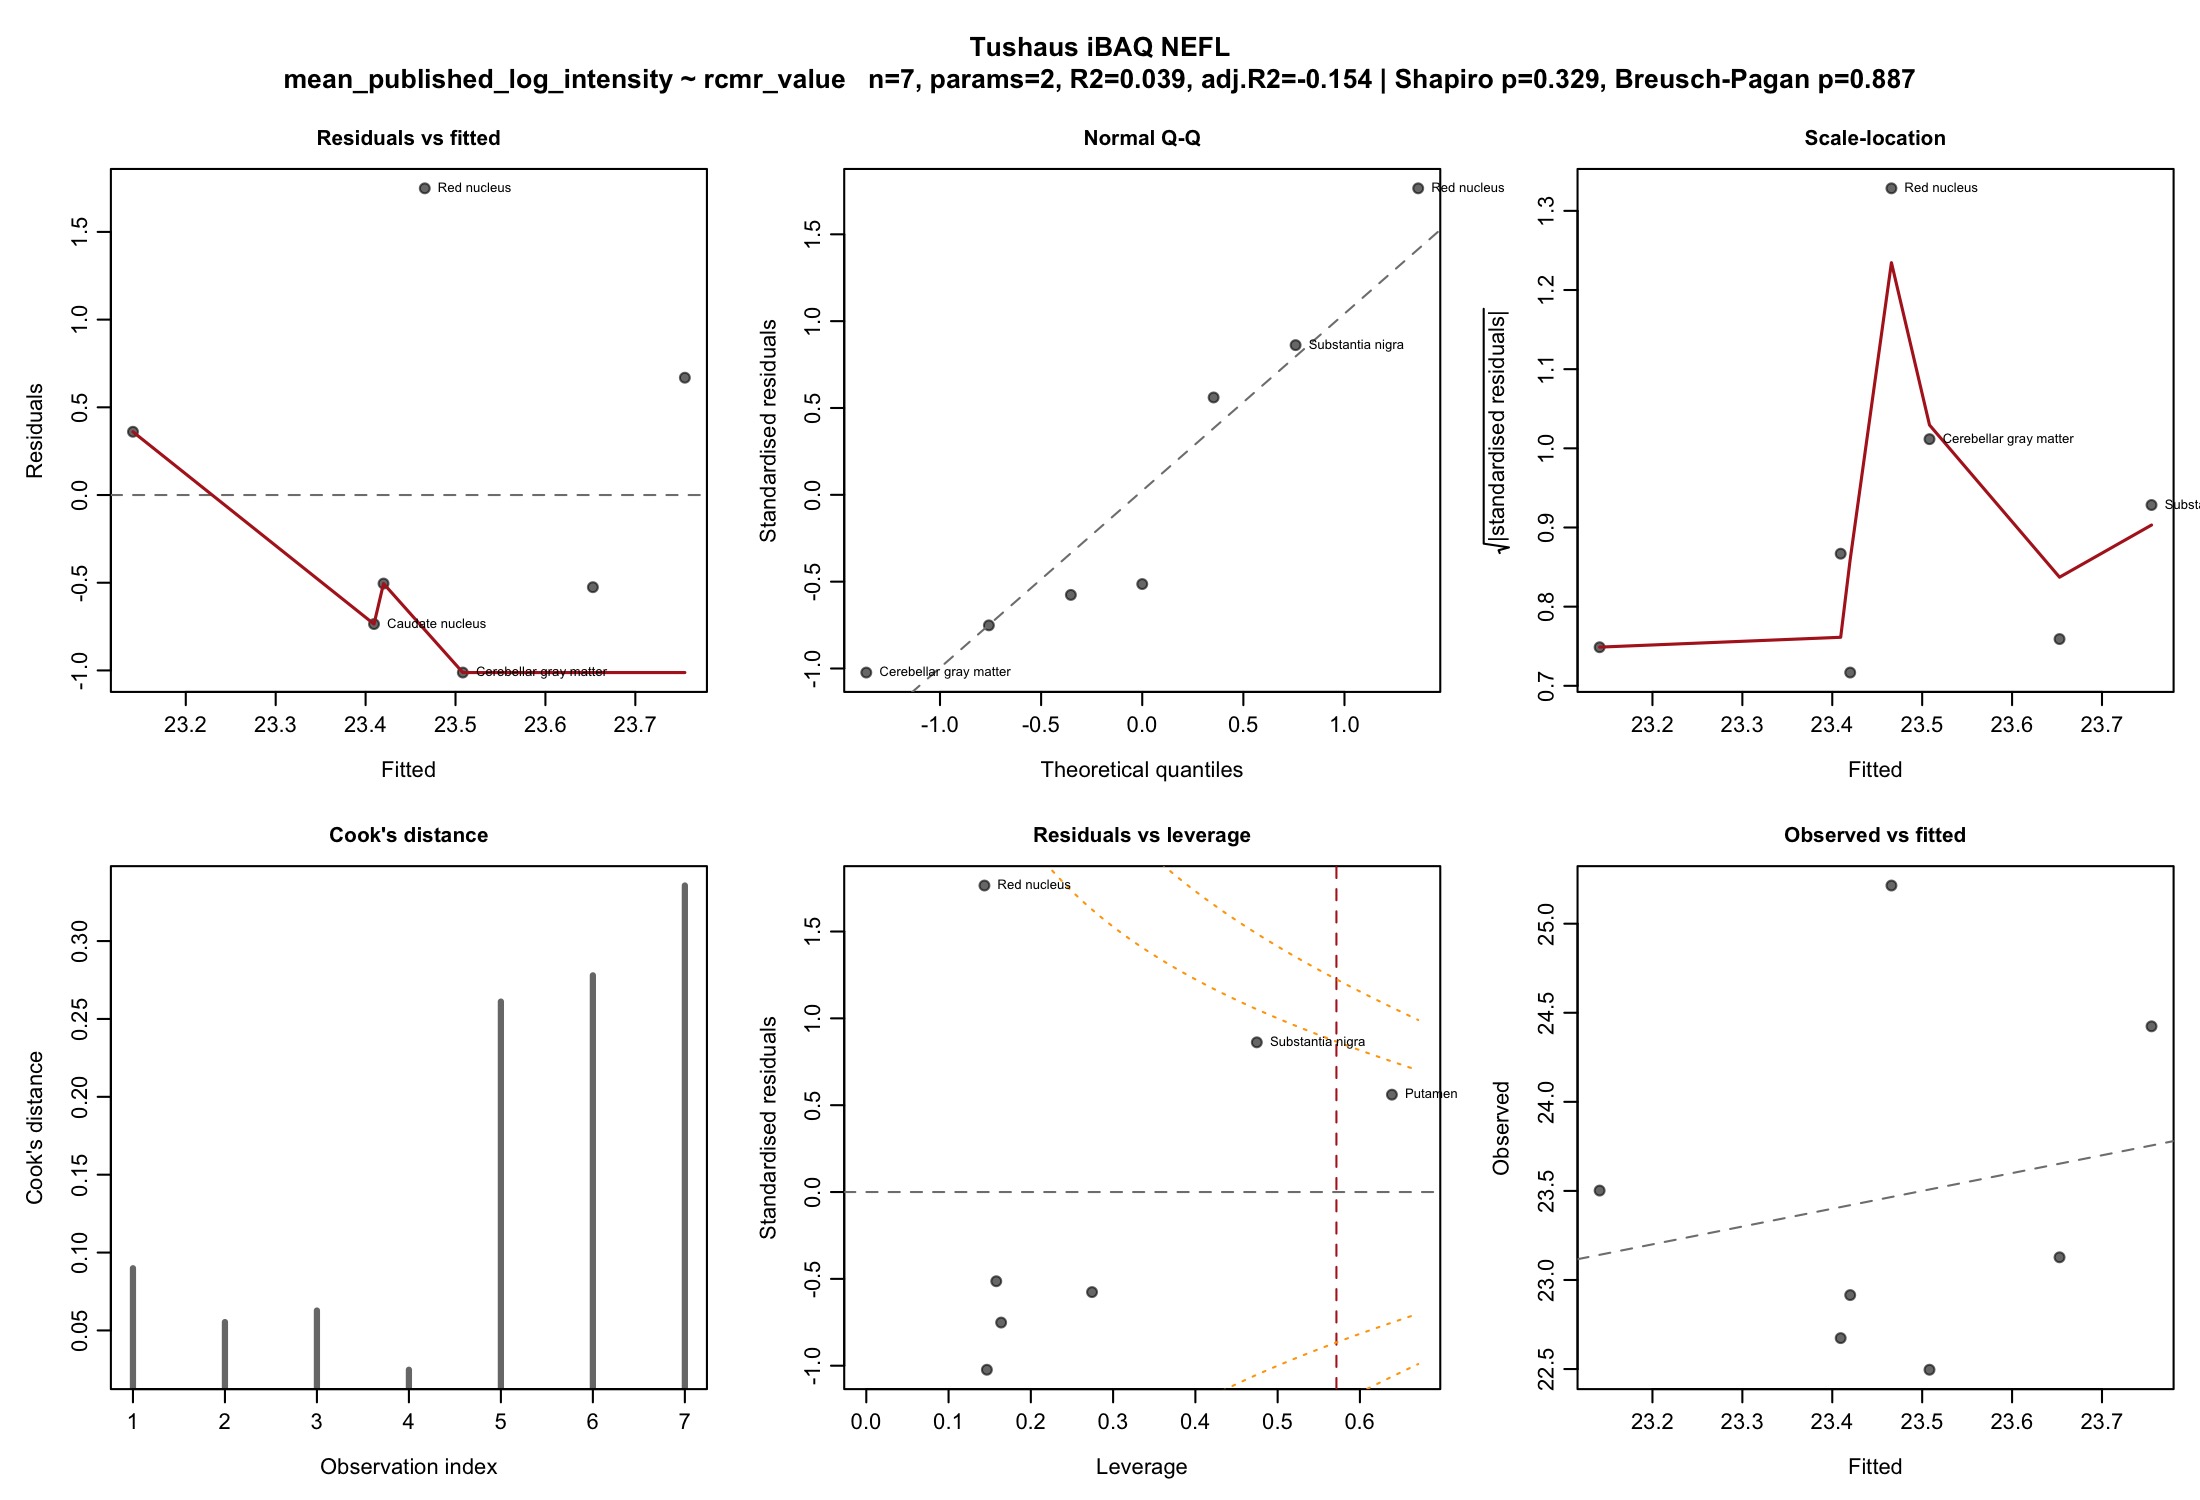 Tushaus iBAQ NEFL
mean_published_log_intensity ~ rcmr_value   n=7, params=2, R2=0.039, adj.R2=-0.154 | Shapiro p=0.329, Breusch-Pagan p=0.887
Residuals vs fitted
Residuals
1.5
1.0
0.5
0.0
-0.5
-1.0
Red nucleus
Caudate nucleus
Cerebellar gray matter
23.2 23.3 23.4 23.5 23.6 23.7
Fitted
Normal Q-Q
Standardised residuals
1.5
1.0
0.5
0.0
-0.5
-1.0
Red nucleus
Substantia nigra
Cerebellar gray matter
-1.0 -0.5 0.0 0.5 1.0
Theoretical quantiles
Scale-location
√|standardised residuals|
1.3
1.2
1.1
1.0
0.9
0.8
0.7
Red nucleus
Cerebellar gray matter
Substa
23.2 23.3 23.4 23.5 23.6 23.7
Fitted
Cook's distance
Cook's distance
0.30
0.25
0.20
0.15
0.10
0.05
1 2 3 4 5 6 7
Observation index
Residuals vs leverage
Standardised residuals
1.5
1.0
0.5
0.0
-0.5
-1.0
Red nucleus
Substantia nigra
Putamen
0.0 0.1 0.2 0.3 0.4 0.5 0.6
Leverage
Observed vs fitted
Observed
25.0
24.5
24.0
23.5
23.0
22.5
23.2 23.3 23.4 23.5 23.6 23.7
Fitted